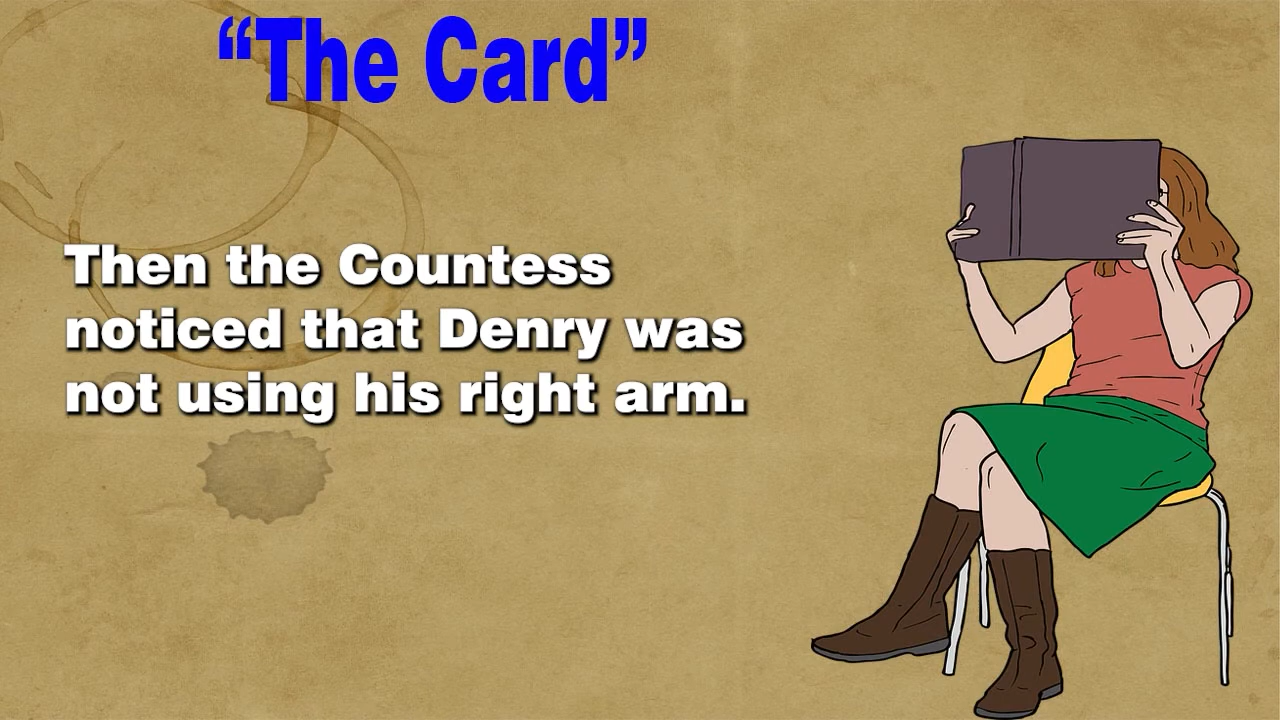 “The Card”
Then the Countess
noticed that Denry was
not using his right arm.